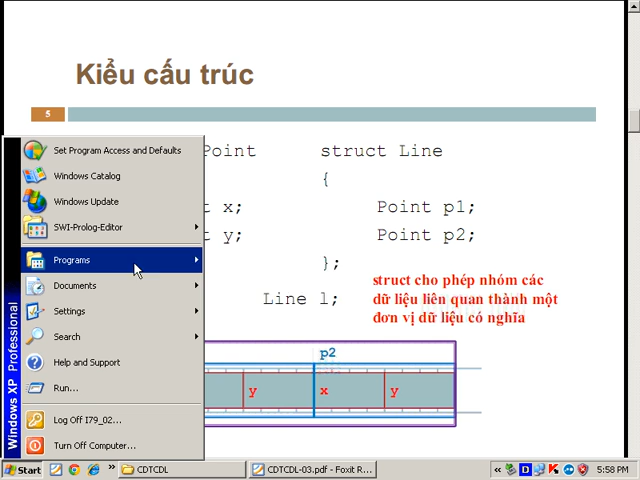 Kiểu cấu trúc
5
Point struct Line
{
t x; Point p1;
t y; Point p2;
};
Line l;
struct cho phép nhóm các
dữ liệu liên quan thành một
đơn vị dữ liệu có nghĩa
p2
y x y
Set Program Access and Defaults
Windows Catalog
Windows Update
SWI-Prolog-Editor
Programs
Documents
Settings
Search
Help and Support
Run...
Log Off I79_02...
Turn Off Computer...
Windows XP Professional
Start
CDTCDL
CDTCDL-03.pdf - Foxit R...
5:58 PM